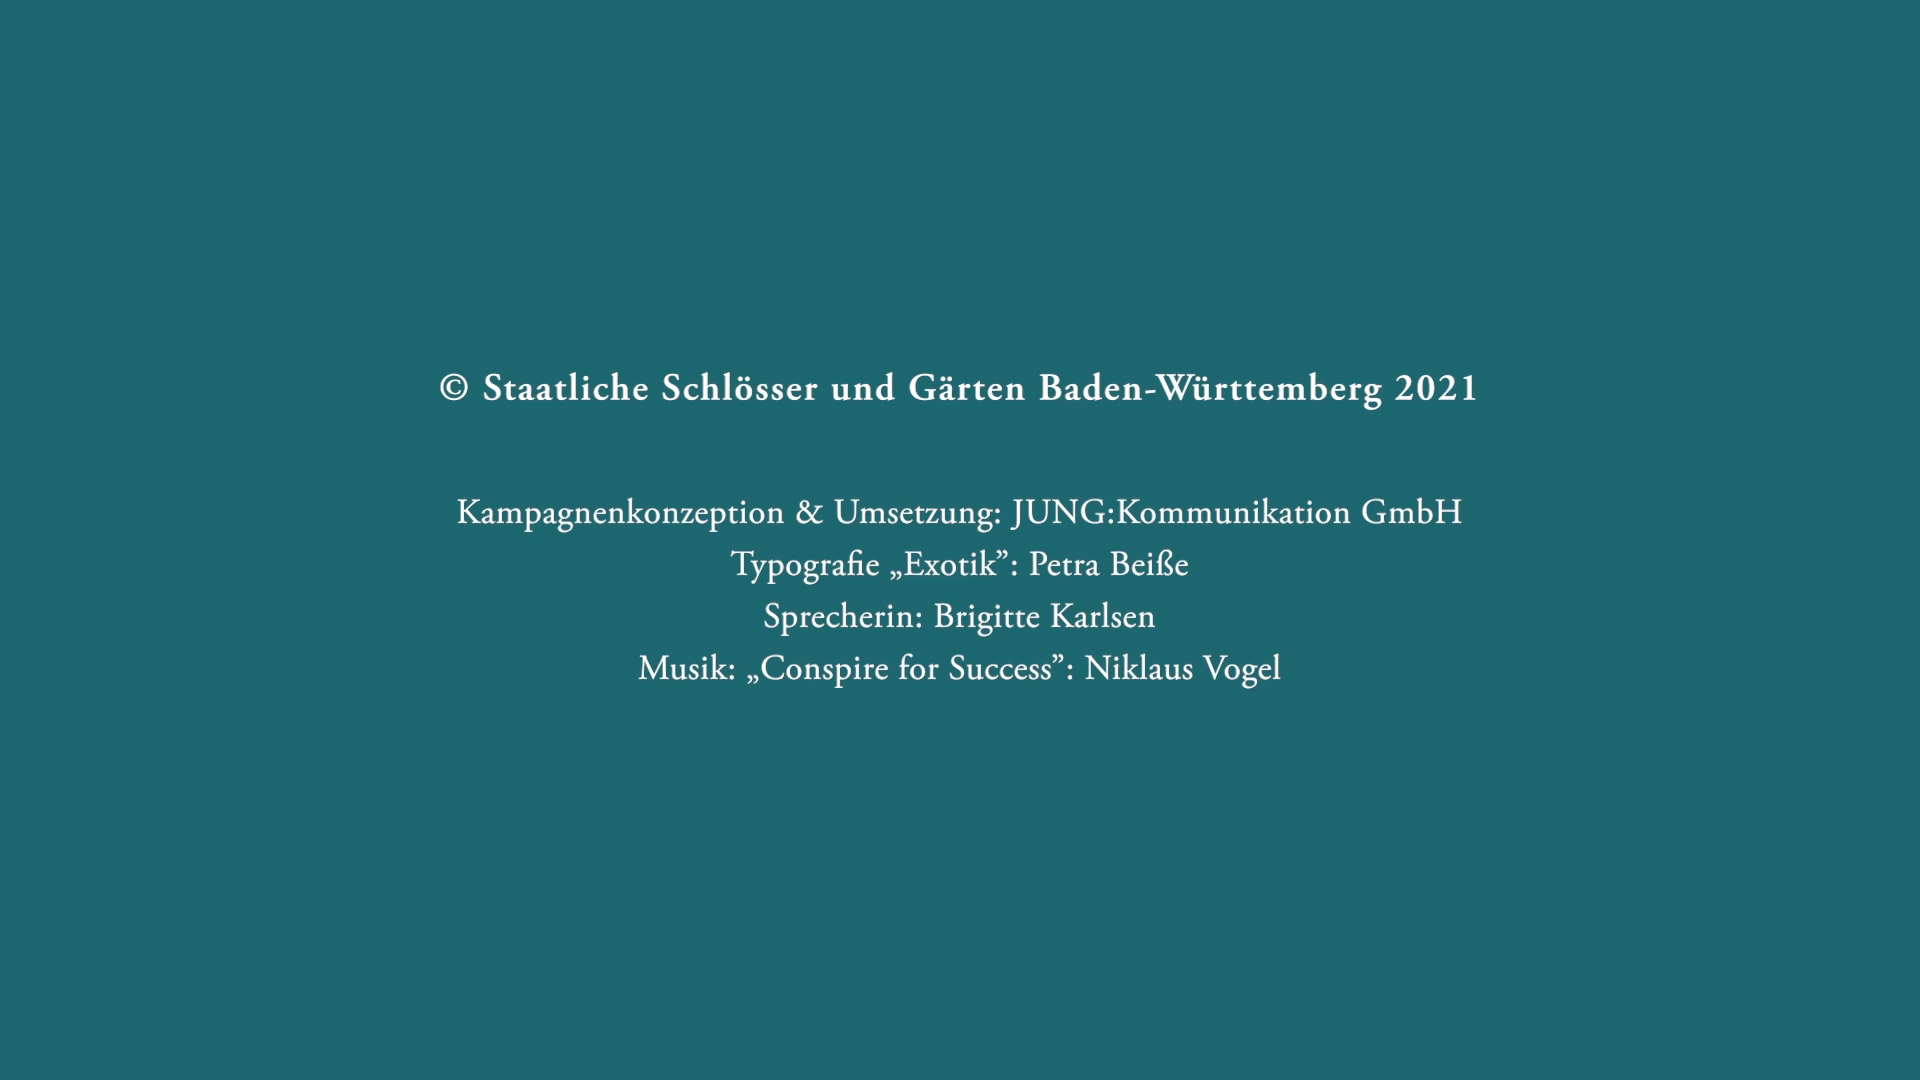 © Staatliche Schlösser und Gärten Baden-Württemberg 2021
Kampagnenkonzeption & Umsetzung: JUNG:Kommunikation GmbH
Typografie „Exotik”: Petra Beiße
Sprecherin: Brigitte Karlsen
Musik: „Conspire for Success”: Niklaus Vogel